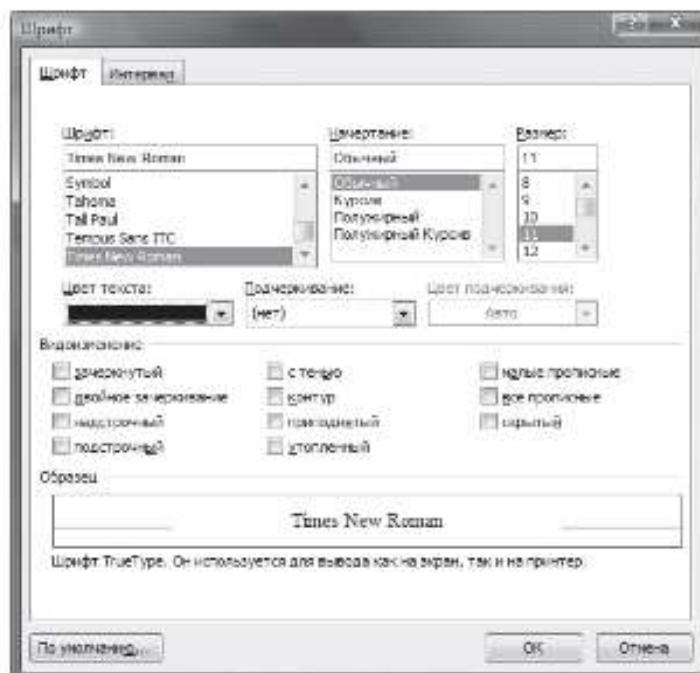 Шрифт
Шрифт Интервал
Шрифт: Начертание: Размер:
Times New Roman Обычный 11
Symbol Обычный 8
Tahoma Курсив 9
Tall Paul Полужирный 10
Tempus Sans ITC Полужирный Курсив 11
Times New Roman 12
Цвет текста: Подчеркивание: Цвет подчеркивания:
(нет) Авто
Видоизменение
зачеркнутый с тенью малые прописные
двойное зачеркивание контур все прописные
надстрочный приподнятый скрытый
подстрочный утопленный
Образец
Times New Roman
Шрифт TrueType. Он используется для вывода как на экран, так и на принтер.
По умолчанию... ОК Отмена